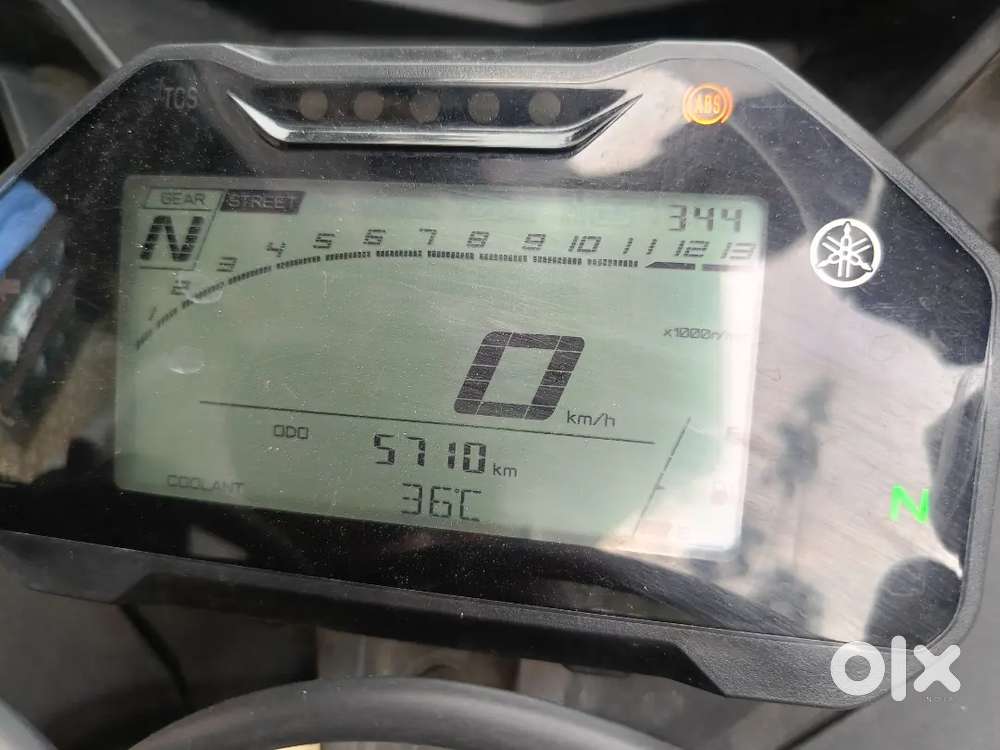 TCS
ABS
GEAR STREET
N
344
1 2 3 4 5 6 7 8 9 10 11 12 13
x1000r/
0 km/h
ODO 5710 km
COOLANT 36°C
N
olx